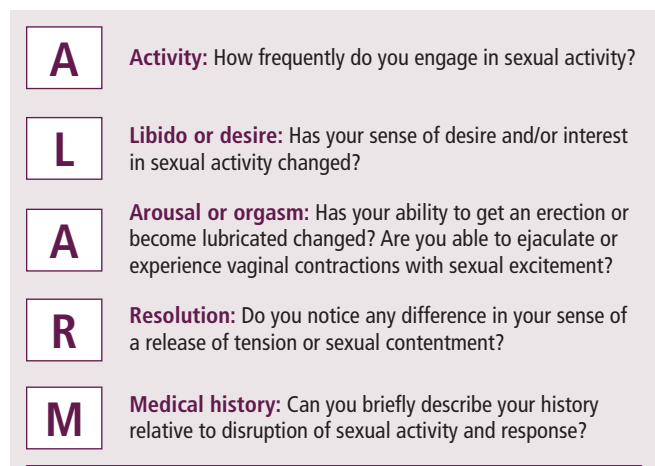 A
Activity: How frequently do you engage in sexual activity?
L
Libido or desire: Has your sense of desire and/or interest
in sexual activity changed?
A
Arousal or orgasm: Has your ability to get an erection or
become lubricated changed? Are you able to ejaculate or
experience vaginal contractions with sexual excitement?
R
Resolution: Do you notice any difference in your sense of
a release of tension or sexual contentment?
M
Medical history: Can you briefly describe your history
relative to disruption of sexual activity and response?